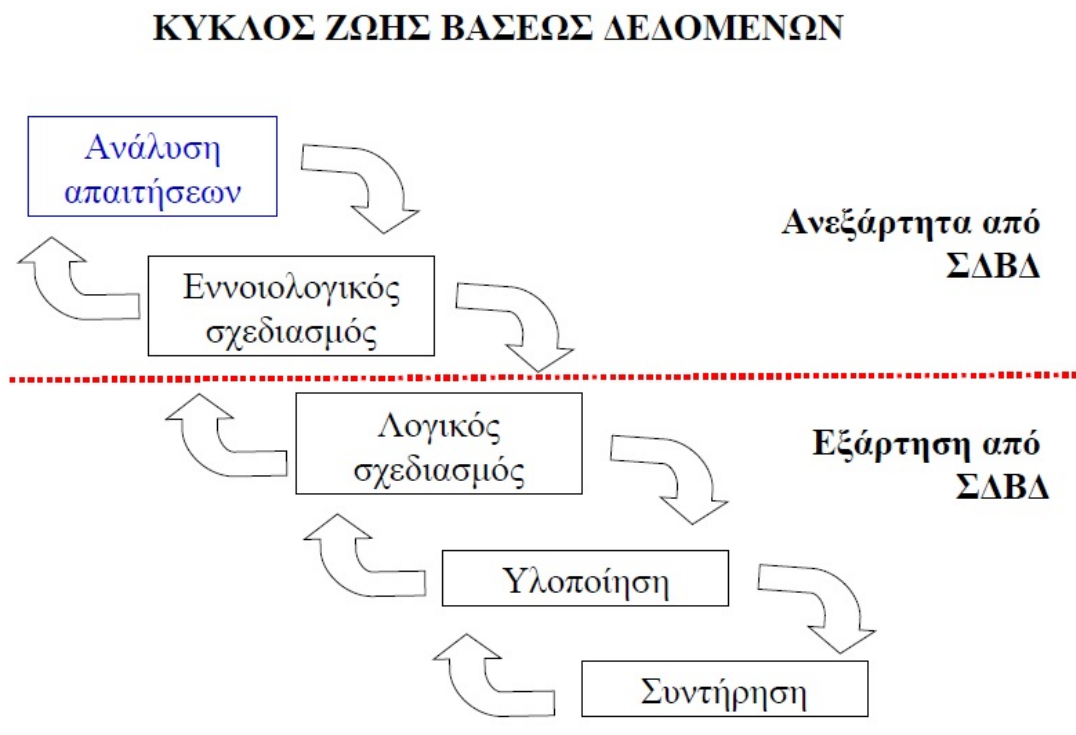 ΚΥΚΛΟΣ ΖΩΗΣ ΒΑΣΕΩΣ ΔΕΔΟΜΕΝΩΝ
Ανάλυση
απαιτήσεων
Ανεξάρτητα από
ΣΔΒΔ
Εννοιολογικός
σχεδιασμός
Λογικός
σχεδιασμός
Εξάρτηση από
ΣΔΒΔ
Υλοποίηση
Συντήρηση